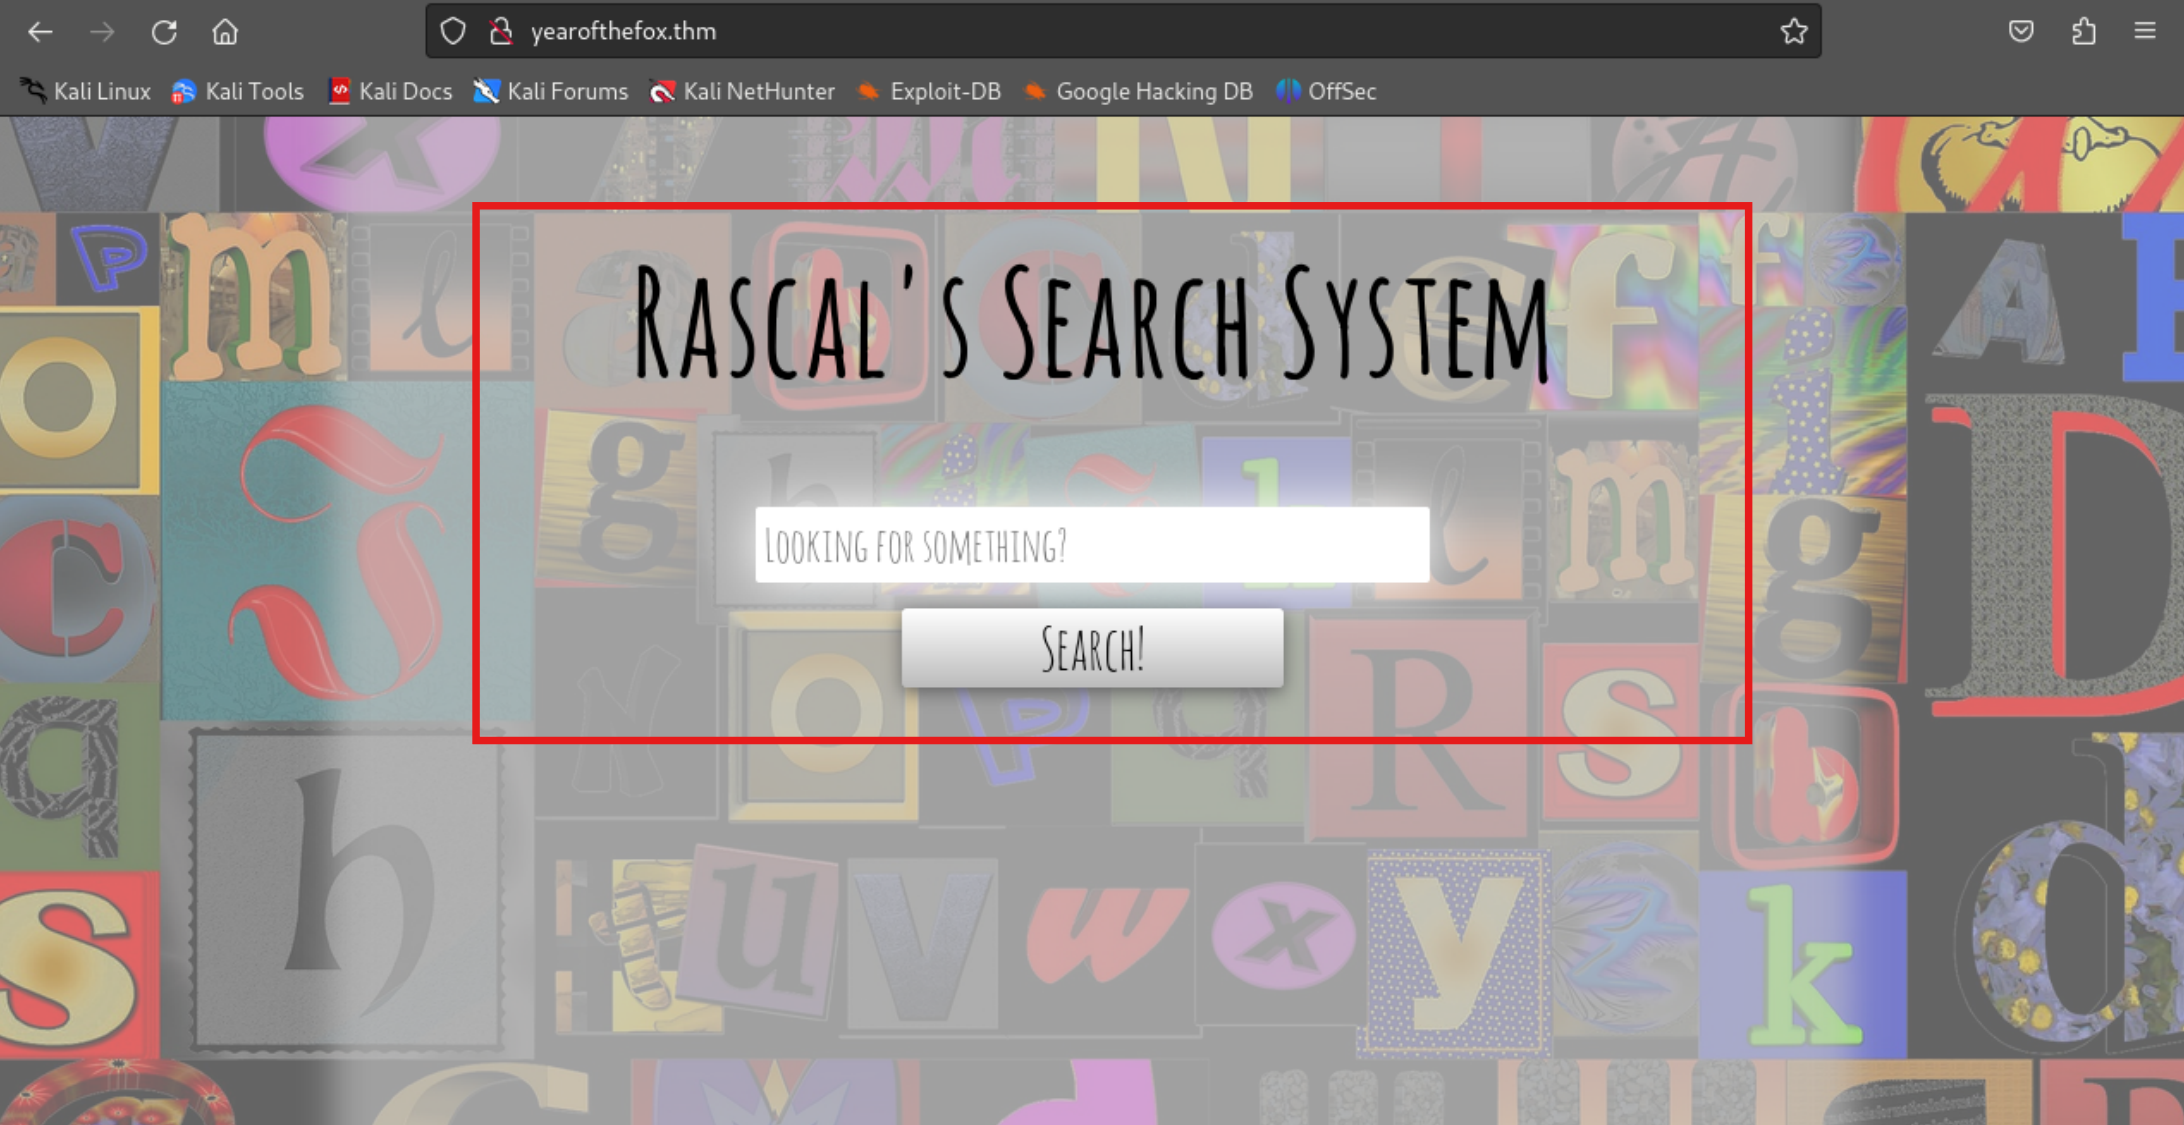 yearofthefox.thm
Kali Linux Kali Tools Kali Docs Kali Forums Kali NetHunter Exploit-DB Google Hacking DB OffSec
Rascal's Search System
Looking for something?
Search!